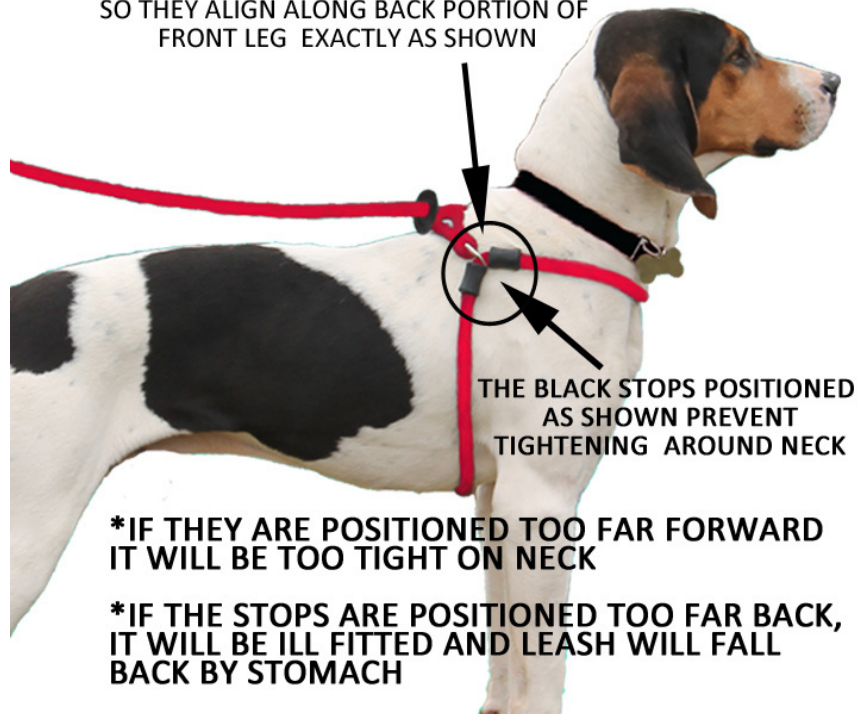 SO THEY ALIGN ALONG BACK PORTION OF
FRONT LEG EXACTLY AS SHOWN
THE BLACK STOPS POSITIONED
AS SHOWN PREVENT
TIGHTENING AROUND NECK
*IF THEY ARE POSITIONED TOO FAR FORWARD
IT WILL BE TOO TIGHT ON NECK
*IF THE STOPS ARE POSITIONED TOO FAR BACK,
IT WILL BE ILL FITTED AND LEASH WILL FALL
BACK BY STOMACH